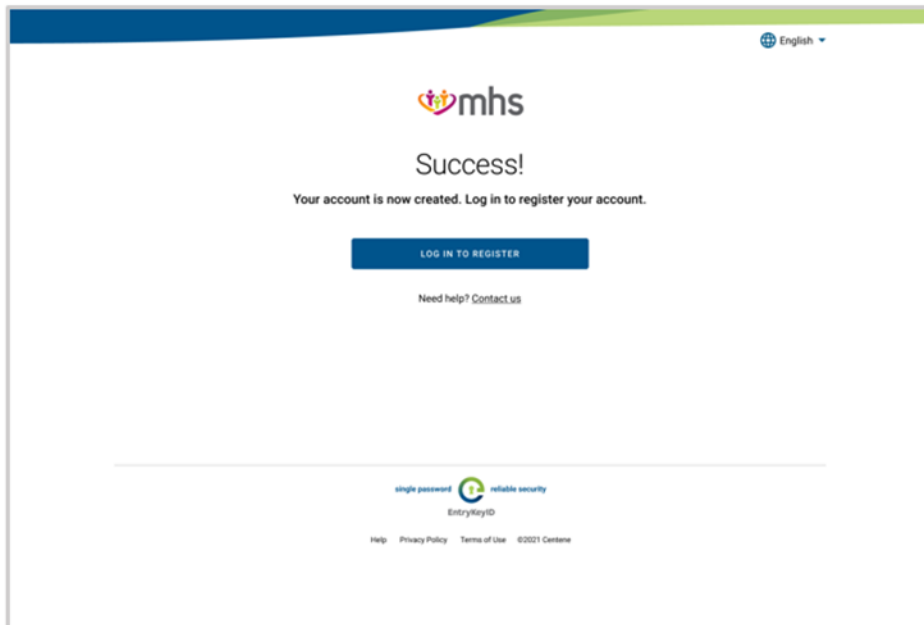 English
mhs
Success!
Your account is now created. Log in to register your account.
LOG IN TO REGISTER
Need help? Contact us
single password reliable security
EntryKeyID
Help Privacy Policy Terms of Use ©2021 Centene